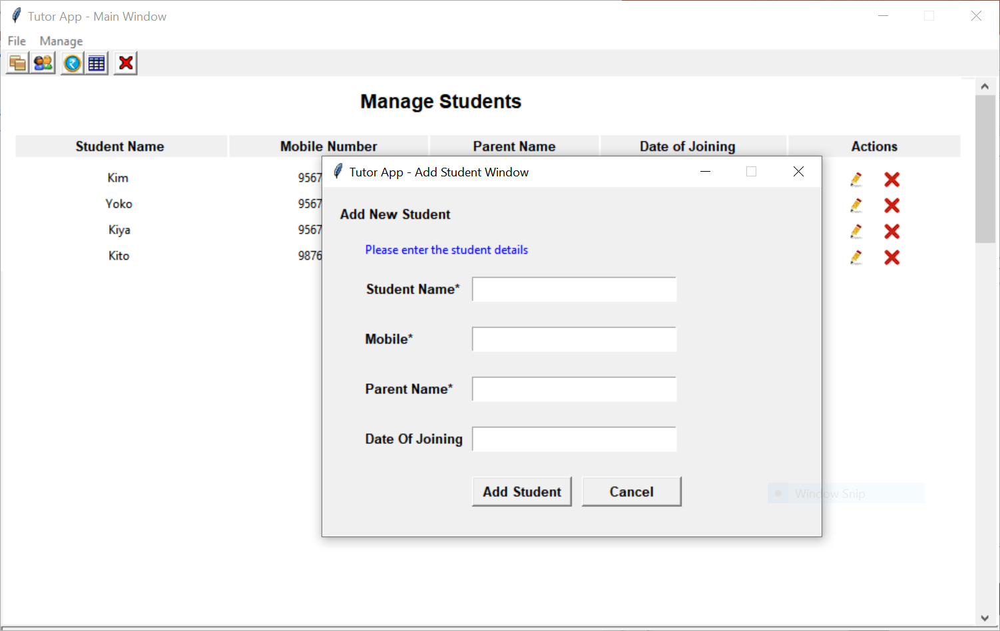 Tutor App - Main Window
File Manage
Manage Students
Student Name Mobile Number Parent Name Date of Joining Actions
Kim 9567
Yoko 9567
Kiya 9567
Kito 9876
Tutor App - Add Student Window
Add New Student
Please enter the student details
Student Name*
Mobile*
Parent Name*
Date Of Joining
Add Student Cancel
Window Snip